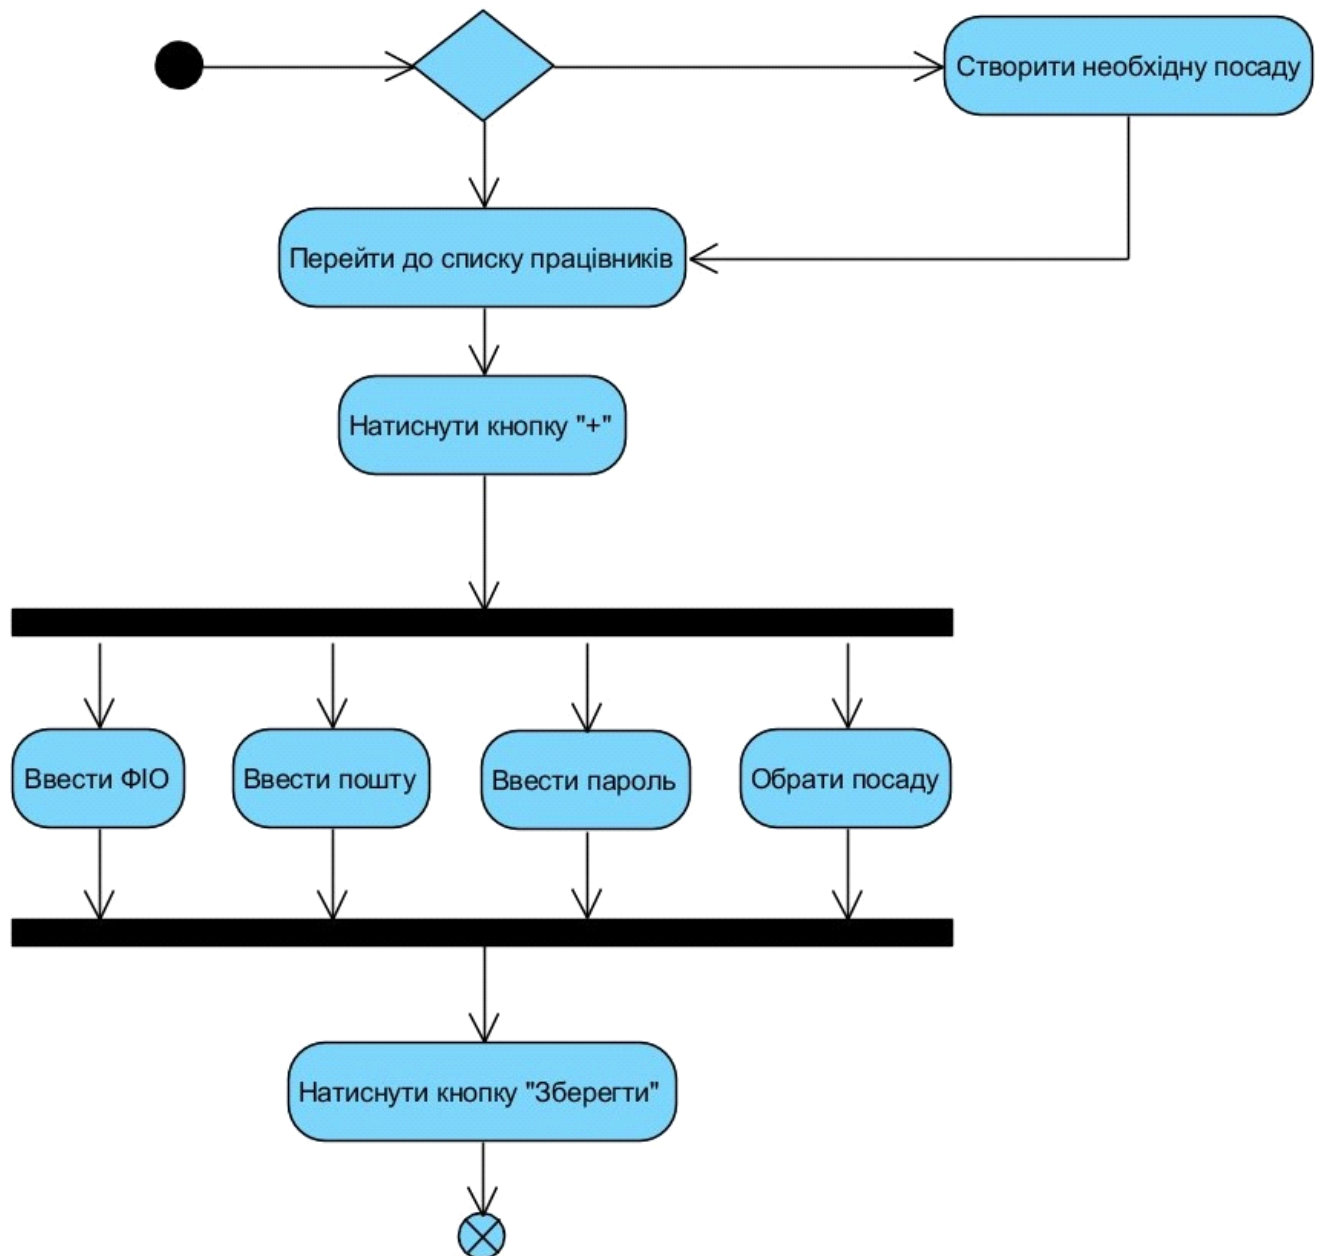 Створити необхідну посаду
Перейти до списку працівників
Натиснути кнопку "+"
Ввести ФІО
Ввести пошту
Ввести пароль
Обрати посаду
Натиснути кнопку "Зберегти"